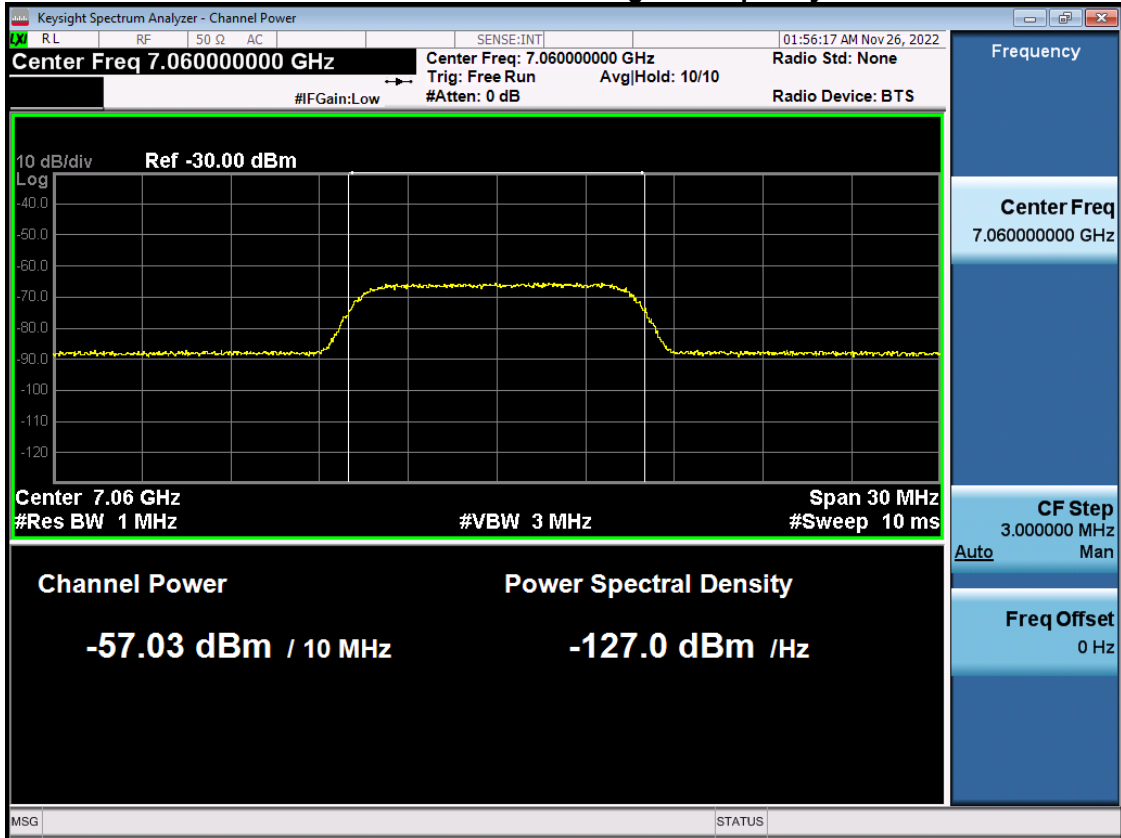 Keysight Spectrum Analyzer - Channel Power
LXI RL RF 50 Ω AC SENSE:INT 01:56:17 AM Nov 26, 2022
Center Freq 7.060000000 GHz
Center Freq: 7.060000000 GHz Radio Std: None
Trig: Free Run Avg|Hold: 10/10
#IFGain:Low #Atten: 0 dB Radio Device: BTS
10 dB/div Ref -30.00 dBm
Log
-40.0
-50.0
-60.0
-70.0
-80.0
-90.0
-100
-110
-120
Center 7.06 GHz Span 30 MHz
#Res BW 1 MHz #VBW 3 MHz #Sweep 10 ms
Channel Power Power Spectral Density
-57.03 dBm / 10 MHz -127.0 dBm /Hz
MSG STATUS
Frequency
Center Freq
7.060000000 GHz
CF Step
3.000000 MHz
Auto Man
Freq Offset
0 Hz